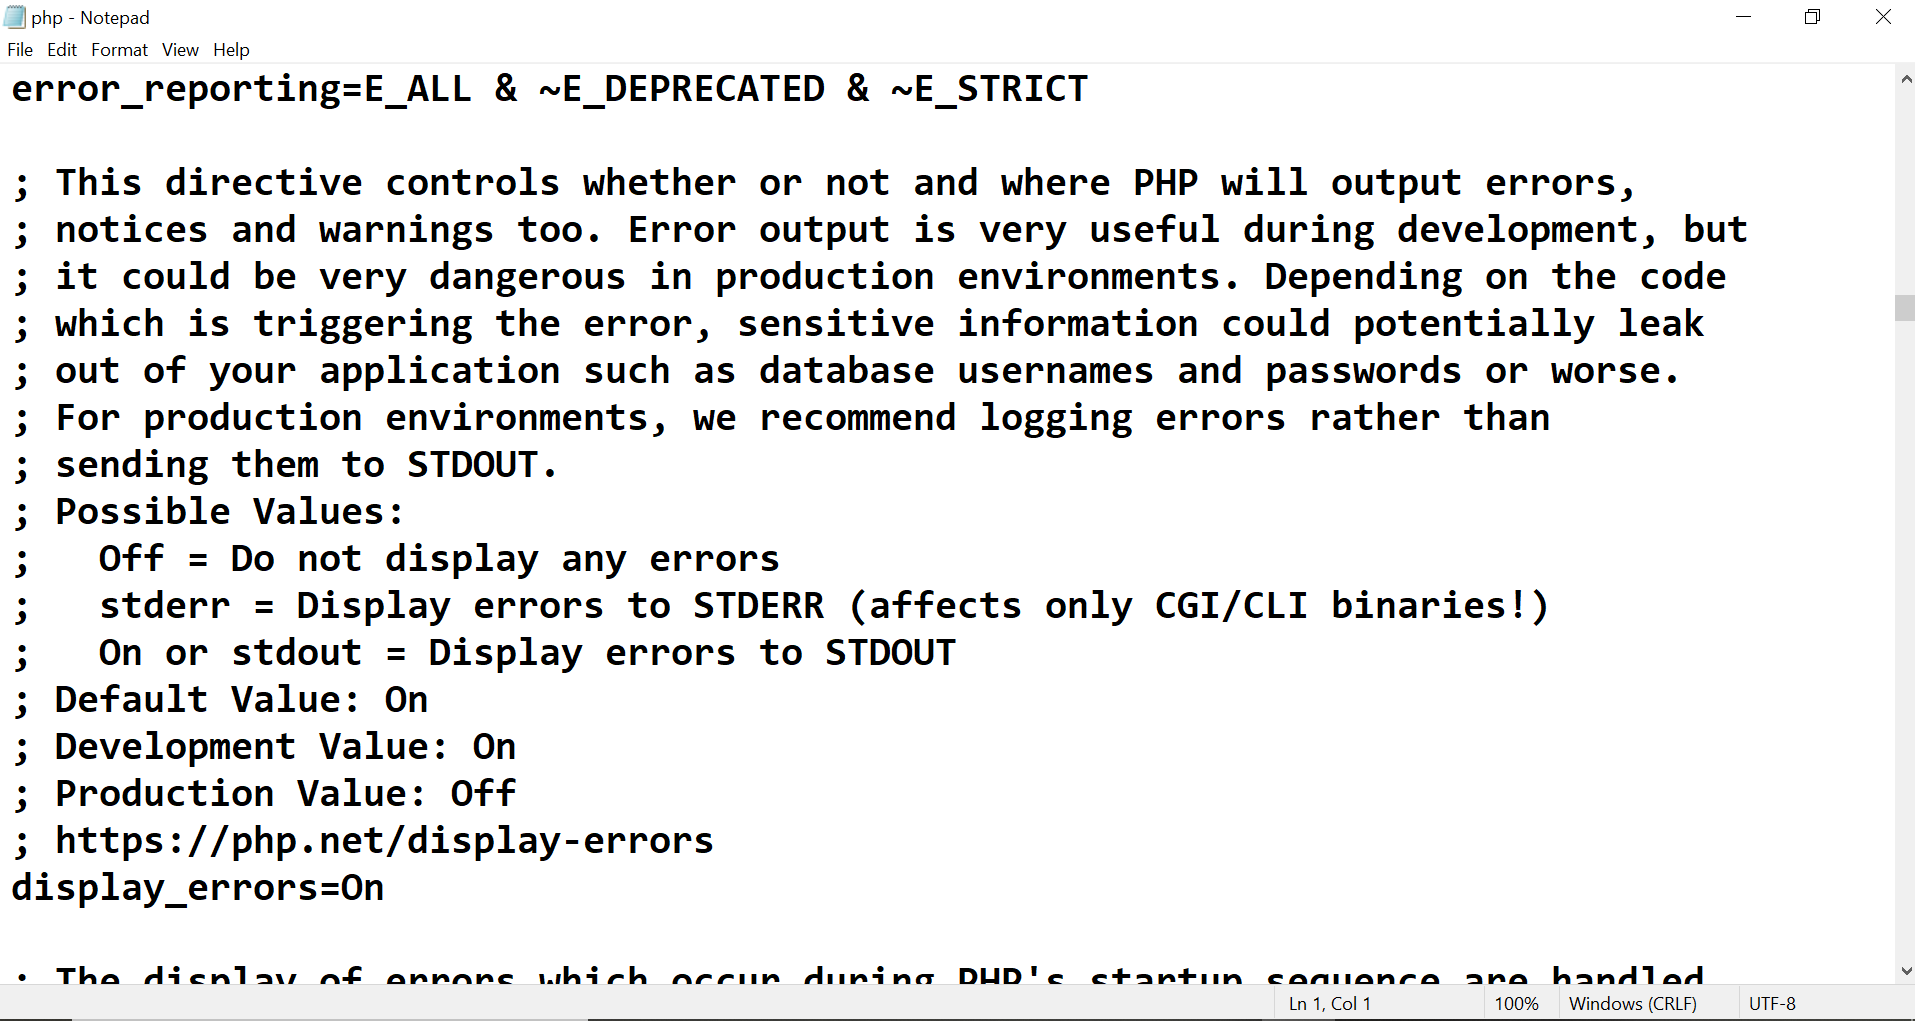 php - Notepad
File Edit Format View Help
error_reporting=E_ALL & ~E_DEPRECATED & ~E_STRICT
; This directive controls whether or not and where PHP will output errors,
; notices and warnings too. Error output is very useful during development, but
; it could be very dangerous in production environments. Depending on the code
; which is triggering the error, sensitive information could potentially leak
; out of your application such as database usernames and passwords or worse.
; For production environments, we recommend logging errors rather than
; sending them to STDOUT.
; Possible Values:
;   Off = Do not display any errors
;   stderr = Display errors to STDERR (affects only CGI/CLI binaries!)
;   On or stdout = Display errors to STDOUT
; Default Value: On
; Development Value: On
; Production Value: Off
; https://php.net/display-errors
display_errors=On
; The display of errors which occur during PHP's startup sequence are handled
Ln 1, Col 1 100% Windows (CRLF) UTF-8